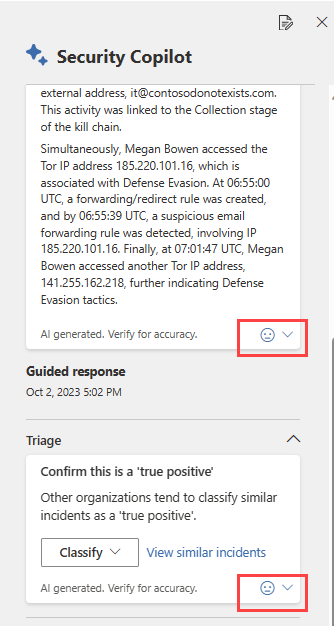 Security Copilot
external address, it@contosodonotexists.com.
This activity was linked to the Collection stage
of the kill chain.
Simultaneously, Megan Bowen accessed the
Tor IP address 185.220.101.16, which is
associated with Defense Evasion. At 06:55:00
UTC, a forwarding/redirect rule was created,
and by 06:55:39 UTC, a suspicious email
forwarding rule was detected, involving IP
185.220.101.16. Finally, at 07:01:47 UTC, Megan
Bowen accessed another Tor IP address,
141.255.162.218, further indicating Defense
Evasion tactics.
AI generated. Verify for accuracy.
Guided response
Oct 2, 2023 5:02 PM
Triage
Confirm this is a 'true positive'
Other organizations tend to classify similar
incidents as a 'true positive'.
Classify View similar incidents
AI generated. Verify for accuracy.